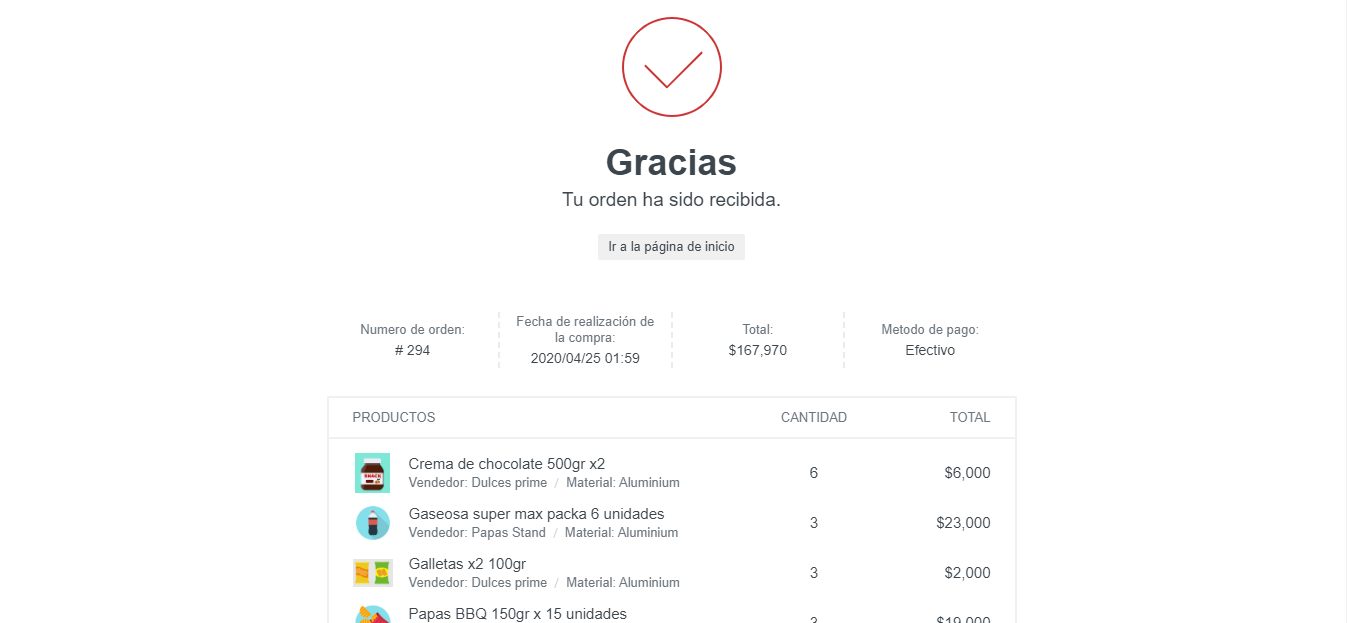 Gracias
Tu orden ha sido recibida.
Ir a la página de inicio
Numero de orden:
# 294
Fecha de realización de
la compra:
2020/04/25 01:59
Total:
$167,970
Metodo de pago:
Efectivo
PRODUCTOS CANTIDAD TOTAL
SNACK
Crema de chocolate 500gr x2
Vendedor: Dulces prime / Material: Aluminium
6 $6,000
Gaseosa super max packa 6 unidades
Vendedor: Papas Stand / Material: Aluminium
3 $23,000
Galletas x2 100gr
Vendedor: Dulces prime / Material: Aluminium
3 $2,000
Papas BBQ 150gr x 15 unidades
$19,000